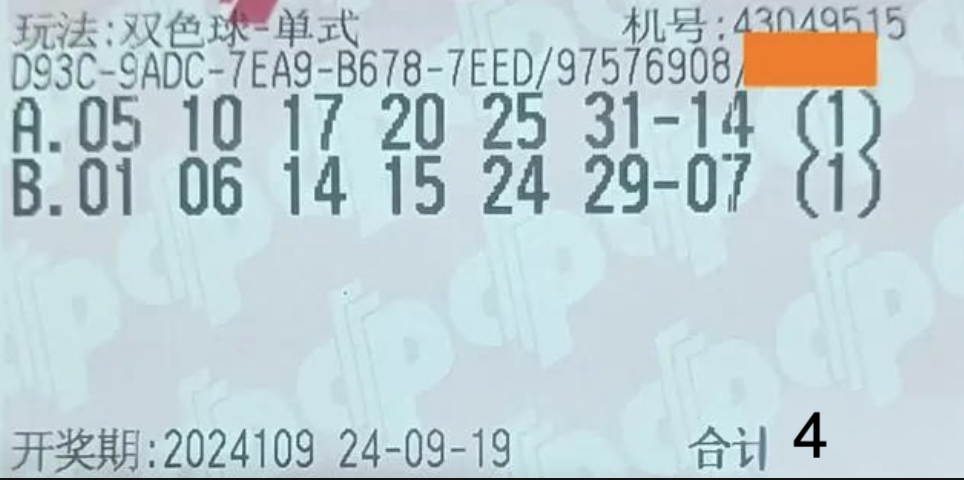 玩法:双色球-单式 机号:43049515
D93C-9ADC-7EA9-B678-7EED/97576908/
A.05 10 17 20 25 31-14 (1)
B.01 06 14 15 24 29-07 (1)
开奖期:2024109 24-09-19 合计 4